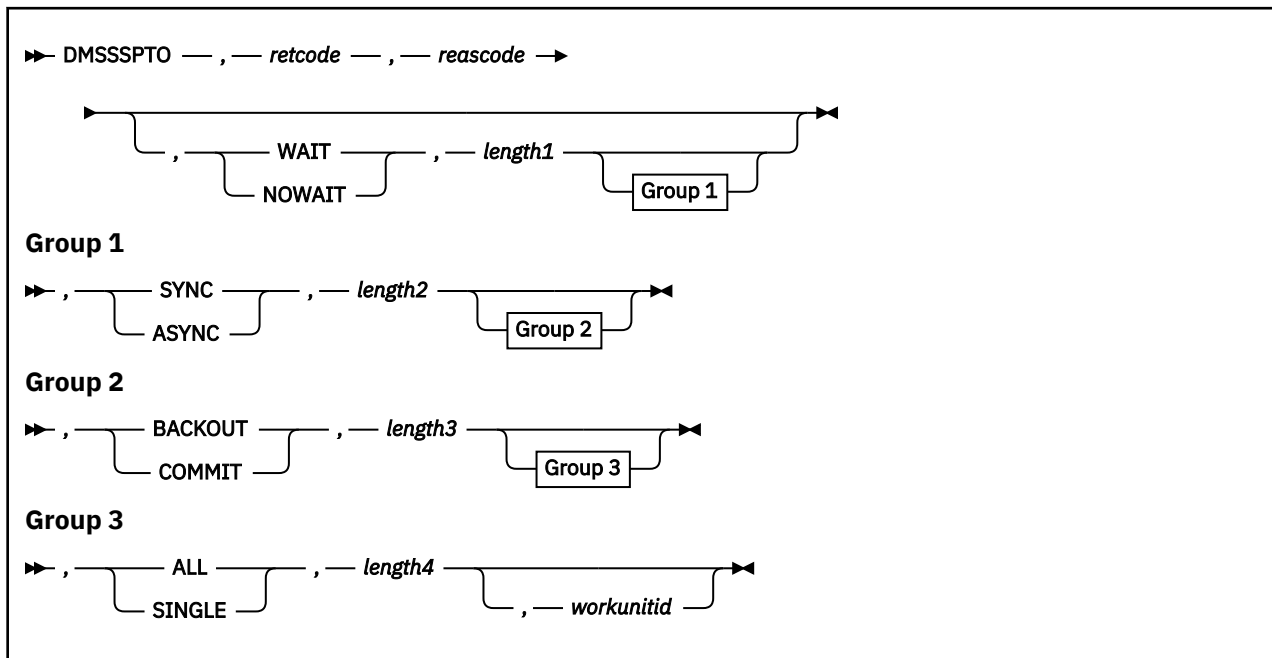 DMSSSPTO , retcode , reascode
, WAIT , length1
NOWAIT Group 1
Group 1
, SYNC , length2
ASYNC Group 2
Group 2
, BACKOUT , length3
COMMIT Group 3
Group 3
, ALL , length4
SINGLE , workunitid